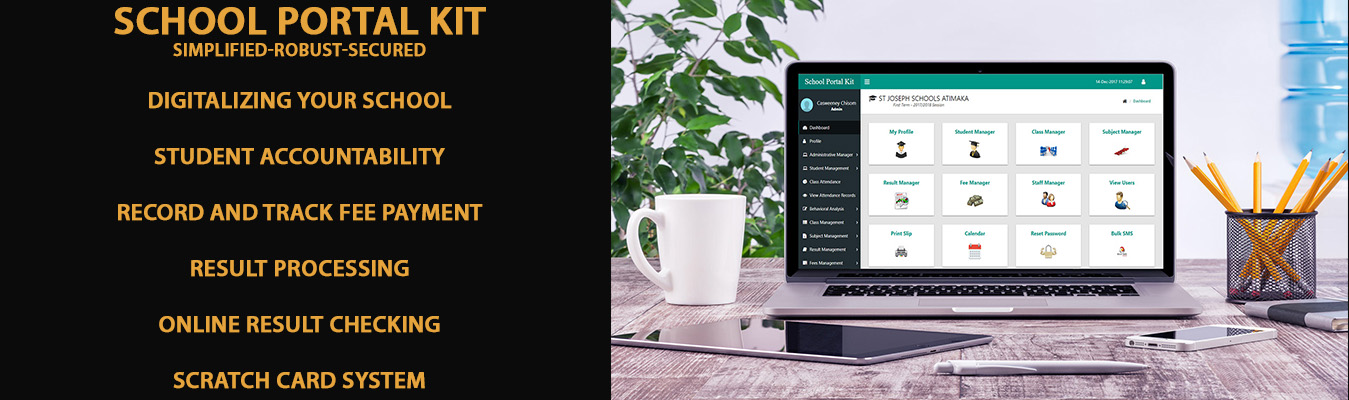 SCHOOL PORTAL KIT
SIMPLIFIED-ROBUST-SECURED
DIGITALIZING YOUR SCHOOL
STUDENT ACCOUNTABILITY
RECORD AND TRACK FEE PAYMENT
RESULT PROCESSING
ONLINE RESULT CHECKING
SCRATCH CARD SYSTEM
School Portal Kit
14-Dec-2017 15:29:07
Casweeney Chisom
Admin
Dashboard
Profile
Administrative Manager
Student Management
Class Attendance
View Attendance Records
Behavioral Analysis
Class Management
Subject Management
Result Management
Fees Management
ST JOSEPH SCHOOLS ATIMAKA
First Term - 2017/2018 Session
Dashboard
My Profile
Student Manager
Class Manager
Subject Manager
Result Manager
Fee Manager
Staff Manager
View Users
Print Slip
Calendar
Reset Password
Bulk SMS